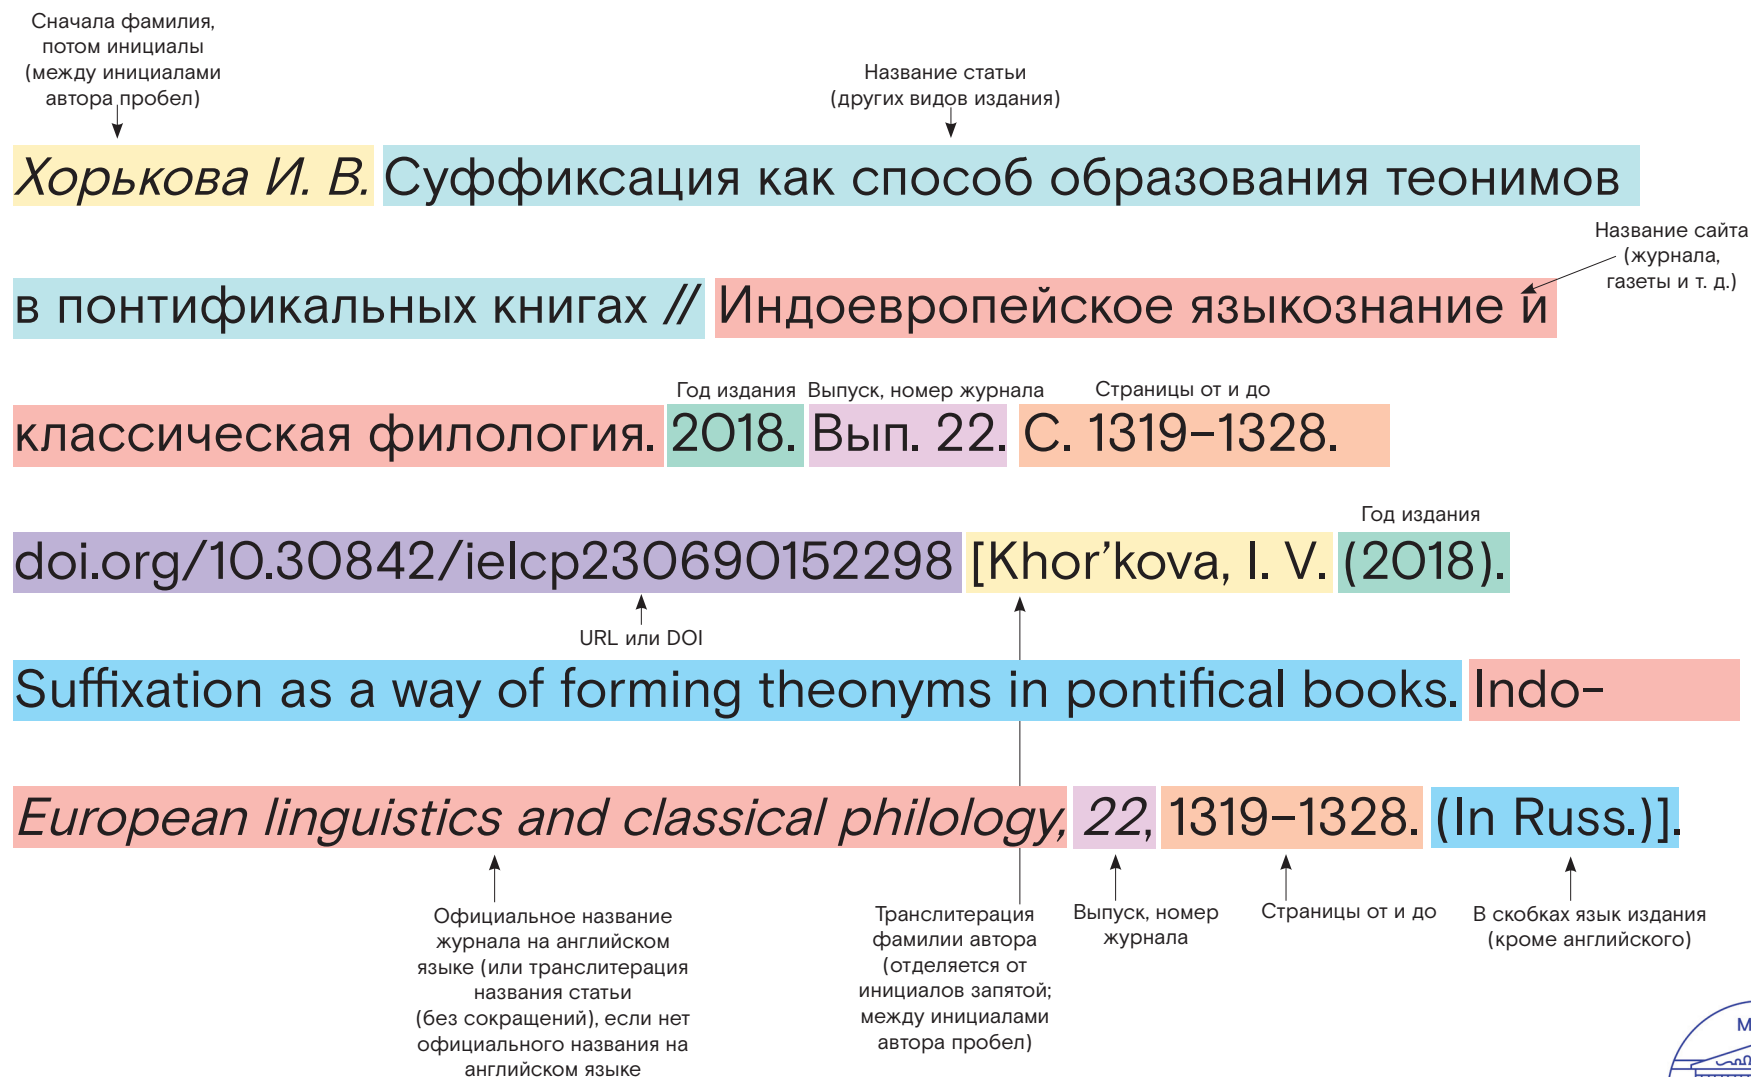 Сначала фамилия,
потом инициалы
(между инициалами
автора пробел)
Название статьи
(других видов издания)
Хорькова И. В. Суффиксация как способ образования теонимов
Название сайта
(журнала,
газеты и т. д.)
в понтификальных книгах // Индоевропейское языкознание и
Год издания Выпуск, номер журнала Страницы от и до
классическая филология. 2018. Вып. 22. С. 1319–1328.
Год издания
doi.org/10.30842/ielcp230690152298 [Khor’kova, I. V. (2018).
URL или DOI
Suffixation as a way of forming theonyms in pontifical books. Indo-
European linguistics and classical philology, 22, 1319–1328. (In Russ.)].
Официальное название
журнала на английском
языке (или транслитерация
названия статьи
(без сокращений), если нет
официального названия на
английском языке
Транслитерация
фамилии автора
(отделяется от
инициалов запятой;
между инициалами
автора пробел)
Выпуск, номер
журнала
Страницы от и до
В скобках язык издания
(кроме английского)